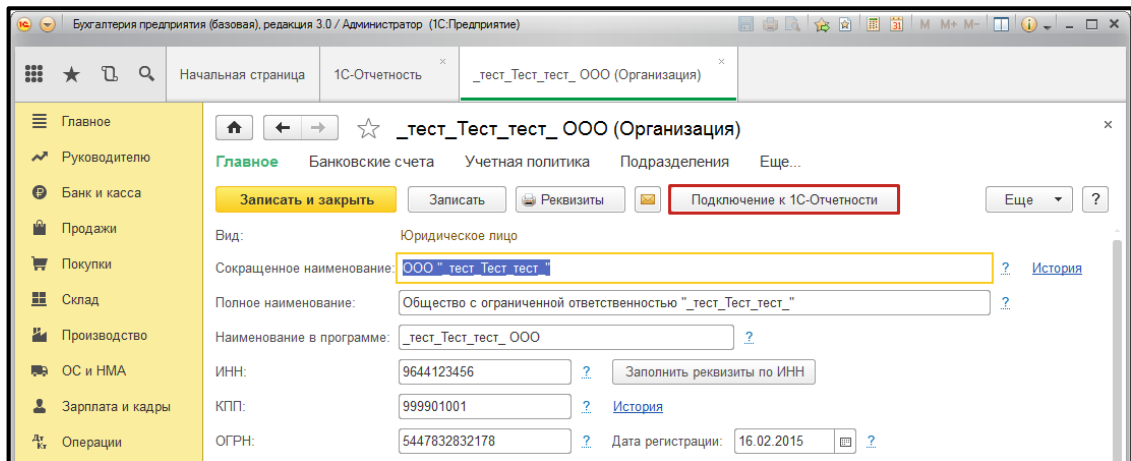 Бухгалтерия предприятия (базовая), редакция 3.0 / Администратор (1С:Предприятие) M M+ M-
Начальная страница 1С-Отчетность _тест_Тест_тест_ ООО (Организация)
Главное
Руководителю
Банк и касса
Продажи
Покупки
Склад
Производство
ОС и НМА
Зарплата и кадры
Операции
_тест_Тест_тест_ ООО (Организация)
Главное Банковские счета Учетная политика Подразделения Еще...
Записать и закрыть Записать Реквизиты Подключение к 1С-Отчетности Еще ?
Вид: Юридическое лицо
Сокращенное наименование: ООО "_тест_Тест_тест_" ? История
Полное наименование: Общество с ограниченной ответственностью "_тест_Тест_тест_" ?
Наименование в программе: _тест_Тест_тест_ ООО ?
ИНН: 9644123456 ? Заполнить реквизиты по ИНН
КПП: 999901001 ? История
ОГРН: 5447832832178 ? Дата регистрации: 16.02.2015 ?